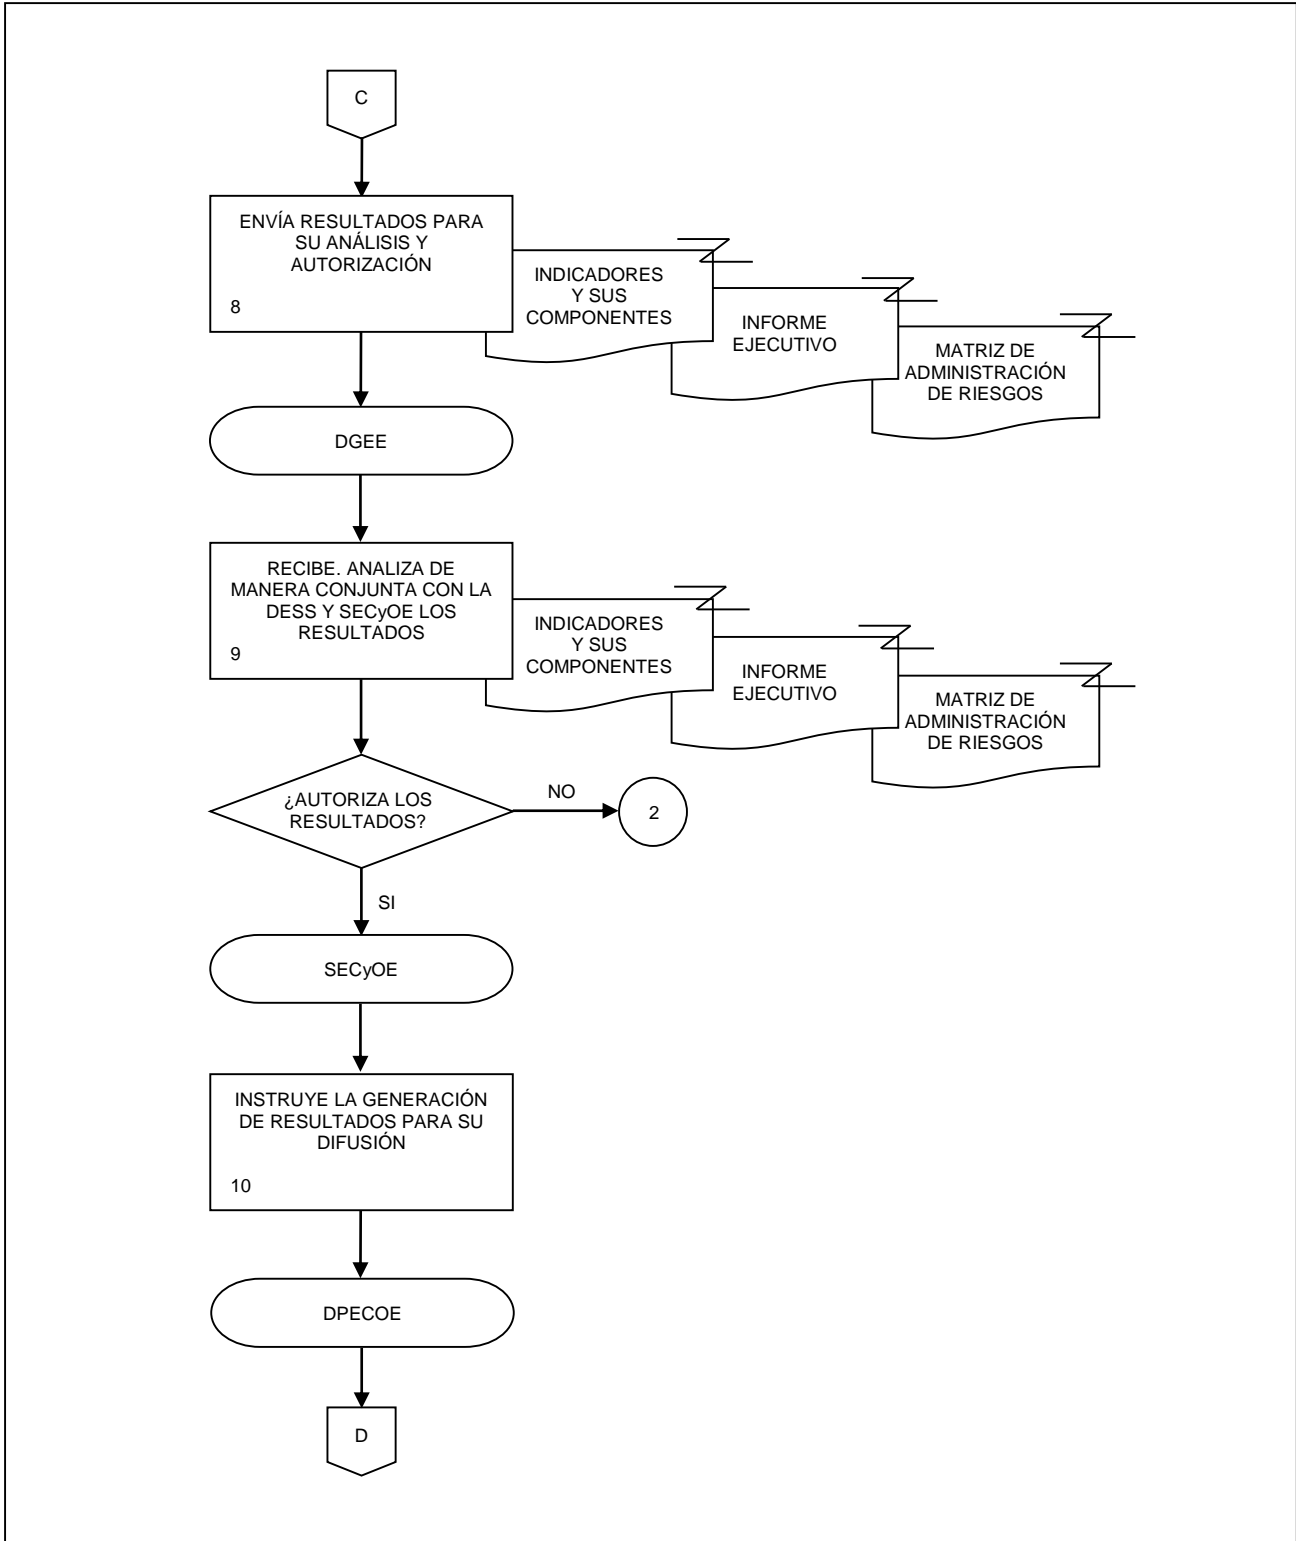 C
ENVÍA RESULTADOS PARA
SU ANÁLISIS Y
AUTORIZACIÓN
8
INDICADORES
Y SUS
COMPONENTES
INFORME
EJECUTIVO
MATRIZ DE
ADMINISTRACIÓN
DE RIESGOS
DGEE
RECIBE. ANALIZA DE
MANERA CONJUNTA CON LA
DESS Y SECyOE LOS
RESULTADOS
9
INDICADORES
Y SUS
COMPONENTES
INFORME
EJECUTIVO
MATRIZ DE
ADMINISTRACIÓN
DE RIESGOS
¿AUTORIZA LOS
RESULTADOS?
NO
2
SI
SECyOE
INSTRUYE LA GENERACIÓN
DE RESULTADOS PARA SU
DIFUSIÓN
10
DPECOE
D